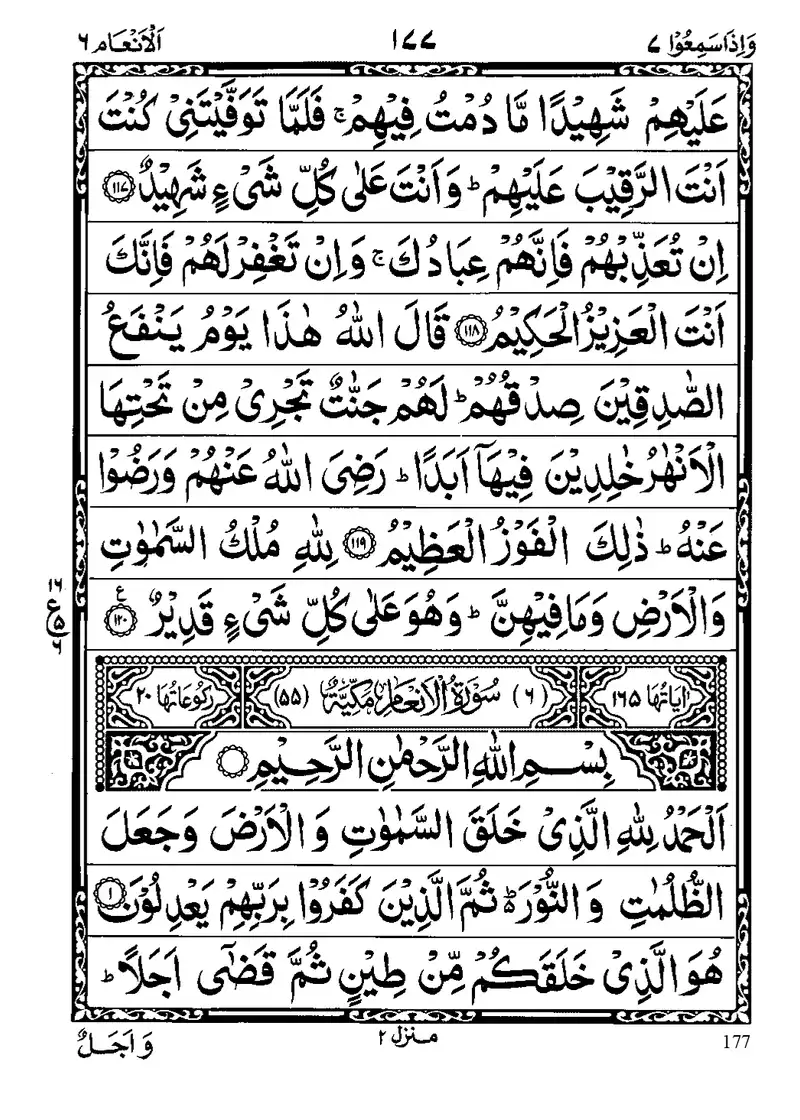 وَاِذَاسَمِعُوْا ٧ ١٧٧ اَلْاَنْعَام ٦
عَلَيْهِمْ شَهِيْدًا مَّا دُمْتُ فِيْهِمْ ۚ فَلَمَّا تَوَفَّيْتَنِيْ كُنْتَ
اَنْتَ الرَّقِيْبَ عَلَيْهِمْ ؕ وَاَنْتَ عَلٰى كُلِّ شَيْءٍ شَهِيْدٌ ﴿١١٧﴾
اِنْ تُعَذِّبْهُمْ فَاِنَّهُمْ عِبَادُكَ ۚ وَاِنْ تَغْفِرْ لَهُمْ فَاِنَّكَ
اَنْتَ الْعَزِيْزُ الْحَكِيْمُ ﴿١١٨﴾ قَالَ اللّٰهُ هٰذَا يَوْمُ يَنْفَعُ
الصّٰدِقِيْنَ صِدْقُهُمْ ؕ لَهُمْ جَنّٰتٌ تَجْرِيْ مِنْ تَحْتِهَا
الْاَنْهٰرُ خٰلِدِيْنَ فِيْهَاۤ اَبَدًا ؕ رَضِيَ اللّٰهُ عَنْهُمْ وَرَضُوْا
عَنْهُ ؕ ذٰلِكَ الْفَوْزُ الْعَظِيْمُ ﴿١١٩﴾ لِلّٰهِ مُلْكُ السَّمٰوٰتِ
وَالْاَرْضِ وَمَا فِيْهِنَّ ؕ وَهُوَ عَلٰى كُلِّ شَيْءٍ قَدِيْرٌ ﴿١٢٠﴾ ع
١٦
ع ٥
٦
اٰيَاتُهَا ١٦٥ (٦) سُوْرَةُ الْاَنْعَامِ مَكِّيَّةٌ (٥٥) رُكُوْعَاتُهَا ٢٠
بِسْمِ اللّٰهِ الرَّحْمٰنِ الرَّحِيْمِ
اَلْحَمْدُ لِلّٰهِ الَّذِيْ خَلَقَ السَّمٰوٰتِ وَالْاَرْضَ وَجَعَلَ
الظُّلُمٰتِ وَالنُّوْرَ ؕ ثُمَّ الَّذِيْنَ كَفَرُوْا بِرَبِّهِمْ يَعْدِلُوْنَ ﴿١﴾
هُوَ الَّذِيْ خَلَقَكُمْ مِّنْ طِيْنٍ ثُمَّ قَضٰۤى اَجَلًا ؕ
وَ اَجَلٌ منزل ٢ 177